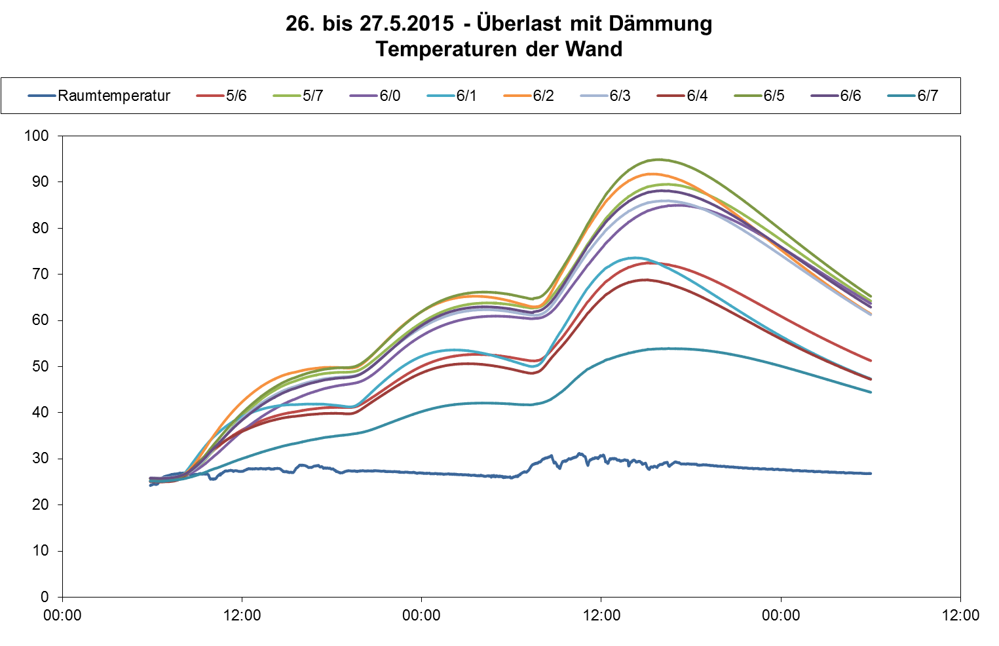 26. bis 27.5.2015 - Überlast mit Dämmung
Temperaturen der Wand
Raumtemperatur 5/6 5/7 6/0 6/1 6/2 6/3 6/4 6/5 6/6 6/7
100
90
80
70
60
50
40
30
20
10
0
00:00 12:00 00:00 12:00 00:00 12:00